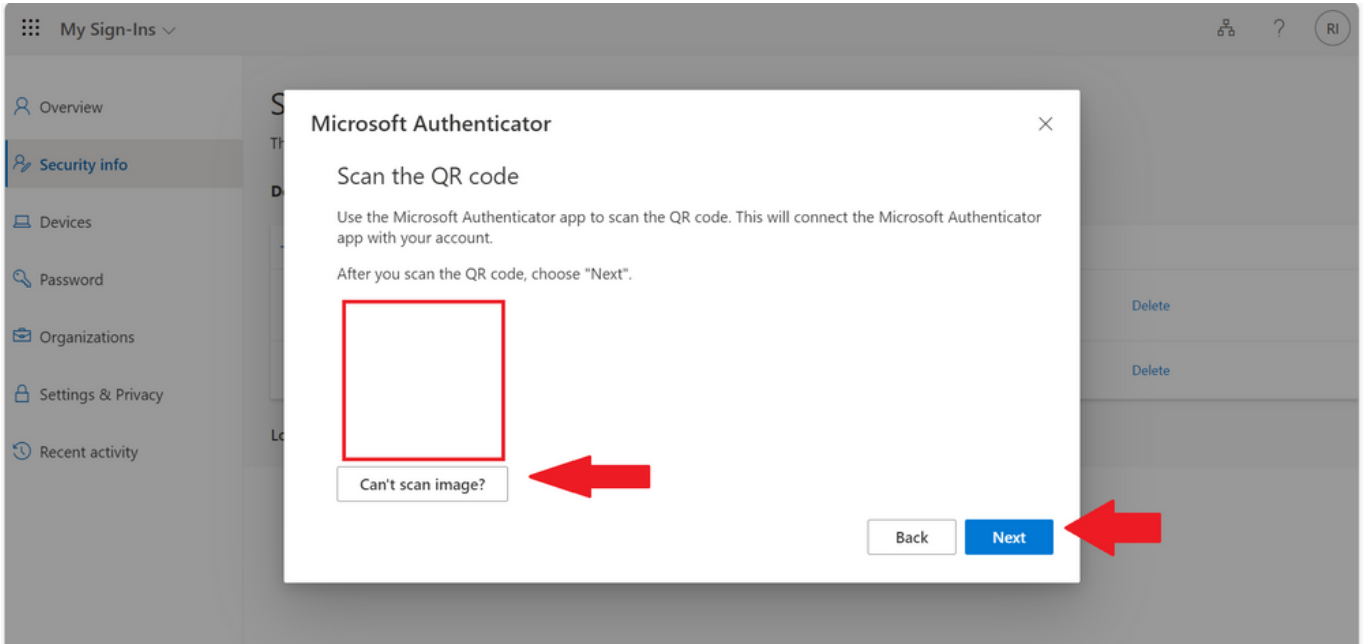 My Sign-Ins
?
RI
Overview
Security info
Devices
Password
Organizations
Settings & Privacy
Recent activity
S
Th
D
Lo
Microsoft Authenticator
Scan the QR code
Use the Microsoft Authenticator app to scan the QR code. This will connect the Microsoft Authenticator
app with your account.
After you scan the QR code, choose "Next".
Can't scan image?
Back
Next
Delete
Delete